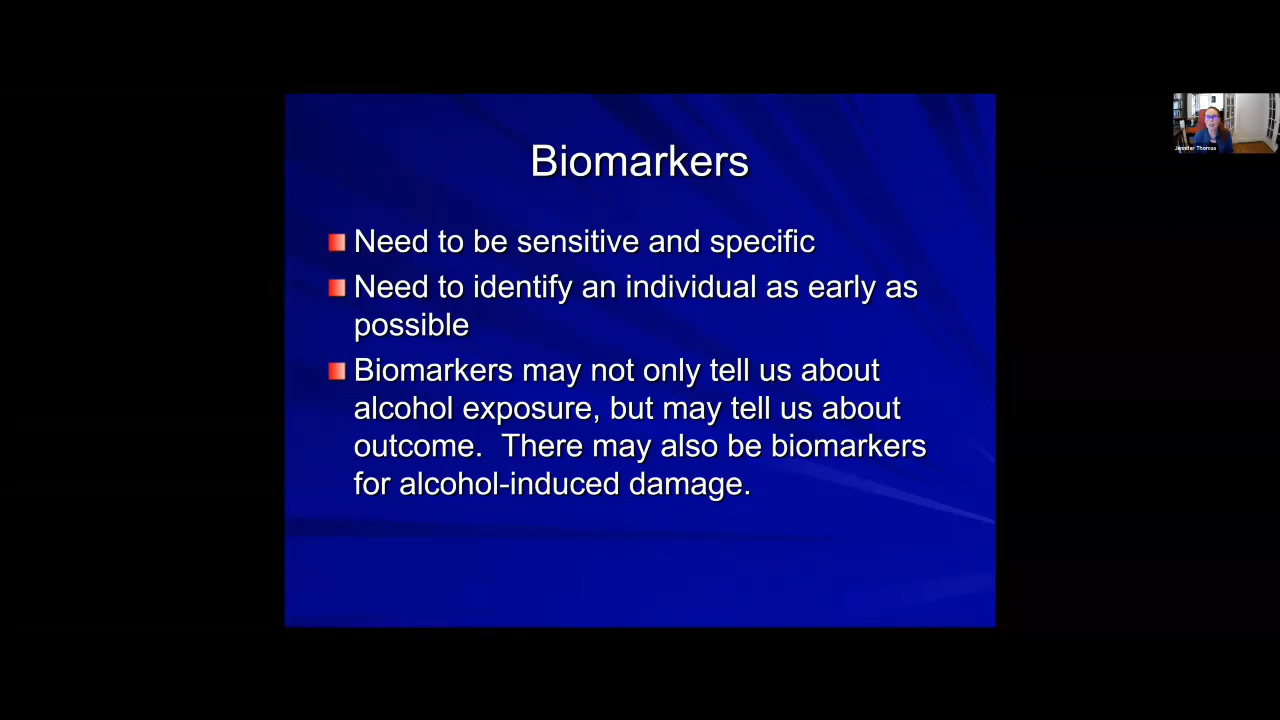 Biomarkers
Need to be sensitive and specific
Need to identify an individual as early as
possible
Biomarkers may not only tell us about
alcohol exposure, but may tell us about
outcome.  There may also be biomarkers
for alcohol-induced damage.
Jennifer Thomas